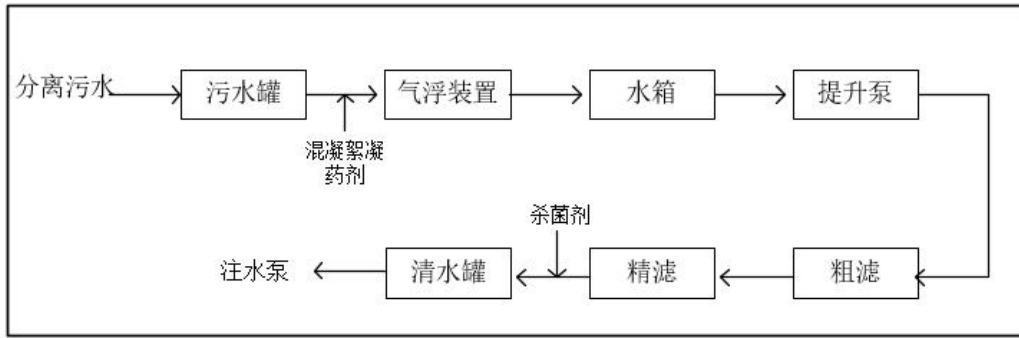 分离污水
污水罐
气浮装置
水箱
提升泵
混凝絮凝
药剂
杀菌剂
注水泵
清水罐
精滤
粗滤